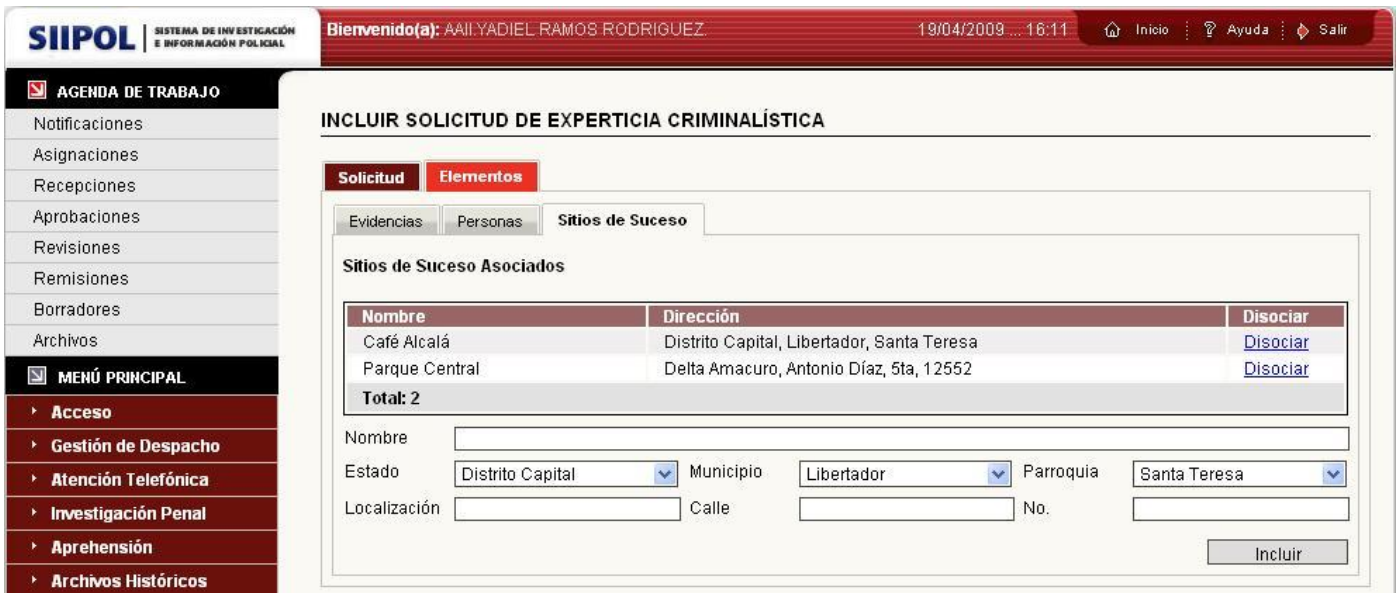 SIIPOL SISTEMA DE INVESTIGACIÓN
E INFORMACIÓN POLICIAL
Bienvenido(a): AAII.YADIEL RAMOS RODRIGUEZ. 19/04/2009 ... 16:11 Inicio Ayuda Salir
AGENDA DE TRABAJO
Notificaciones
Asignaciones
Recepciones
Aprobaciones
Revisiones
Remisiones
Borradores
Archivos
MENÚ PRINCIPAL
Acceso
Gestión de Despacho
Atención Telefónica
Investigación Penal
Aprehensión
Archivos Históricos
INCLUIR SOLICITUD DE EXPERTICIA CRIMINALÍSTICA
Solicitud Elementos
Evidencias Personas Sitios de Suceso
Sitios de Suceso Asociados
Nombre Dirección Disociar
Café Alcalá Distrito Capital, Libertador, Santa Teresa Disociar
Parque Central Delta Amacuro, Antonio Díaz, 5ta, 12552 Disociar
Total: 2
Nombre
Estado Distrito Capital Municipio Libertador Parroquia Santa Teresa
Localización Calle No.
Incluir